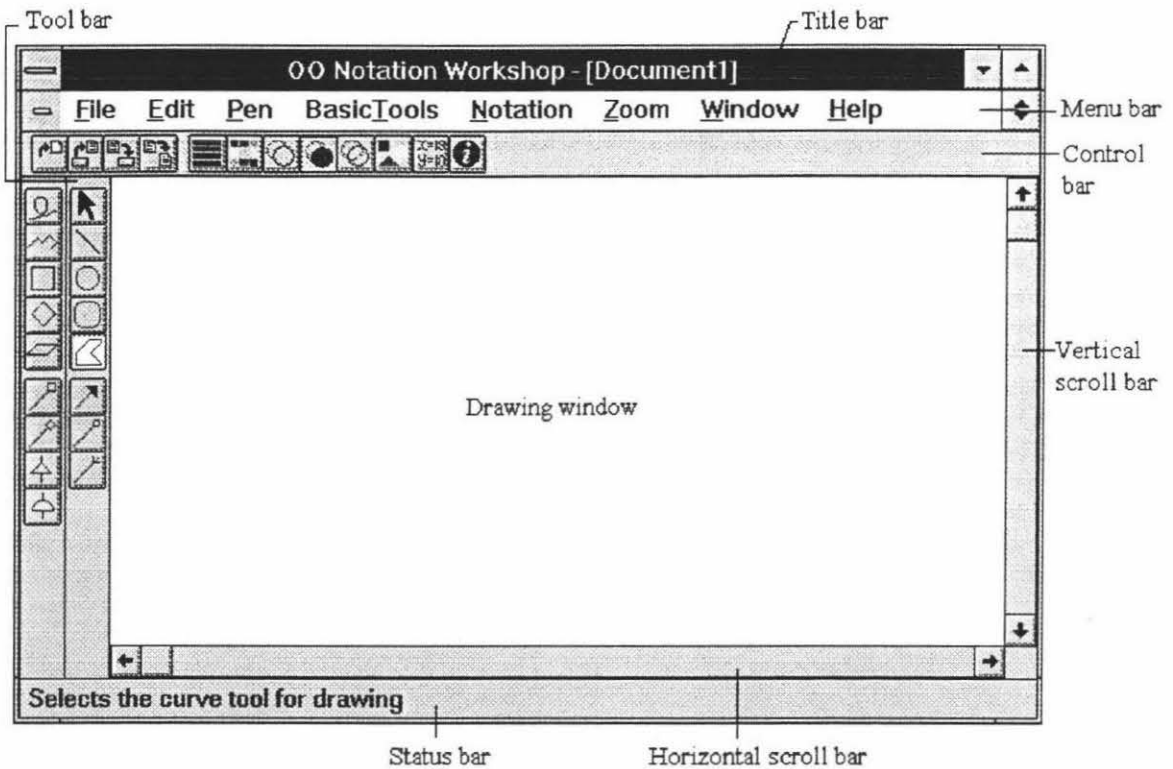 Tool bar
Title bar
OO Notation Workshop - [Document1]
File Edit Pen BasicTools Notation Zoom Window Help
Menu bar
Control
bar
Vertical
scroll bar
Drawing window
Selects the curve tool for drawing
Status bar
Horizontal scroll bar